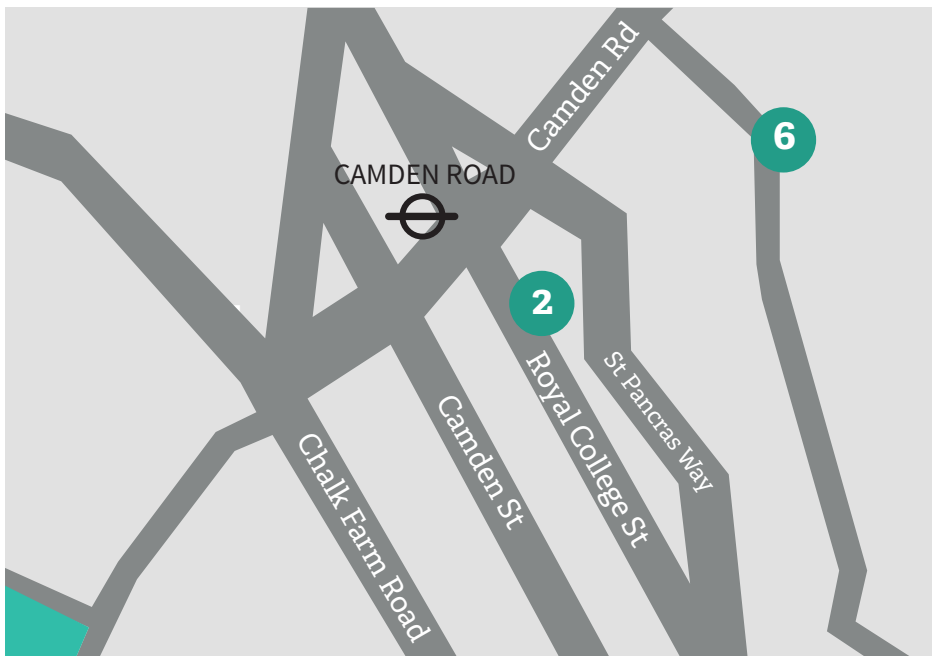 Camden Rd
6
CAMDEN ROAD
2
Royal College St
St Pancras Way
Camden St
Chalk Farm Road